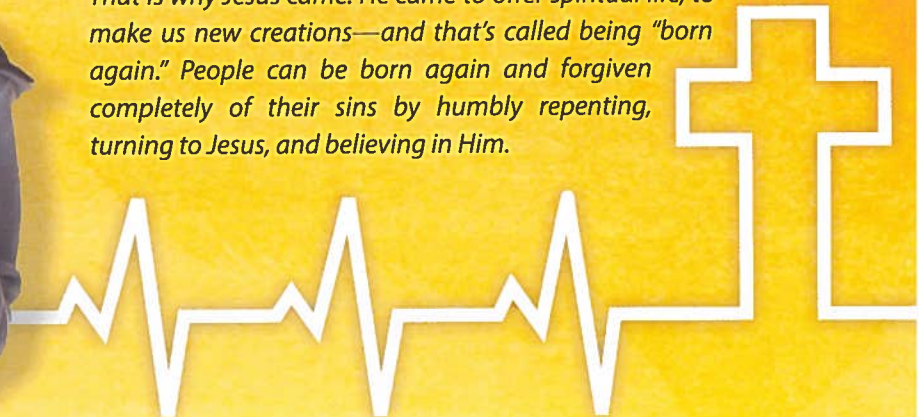 That is why Jesus came. He came to offer spiritual life, to
make us new creations—and that's called being "born
again." People can be born again and forgiven
completely of their sins by humbly repenting,
turning to Jesus, and believing in Him.